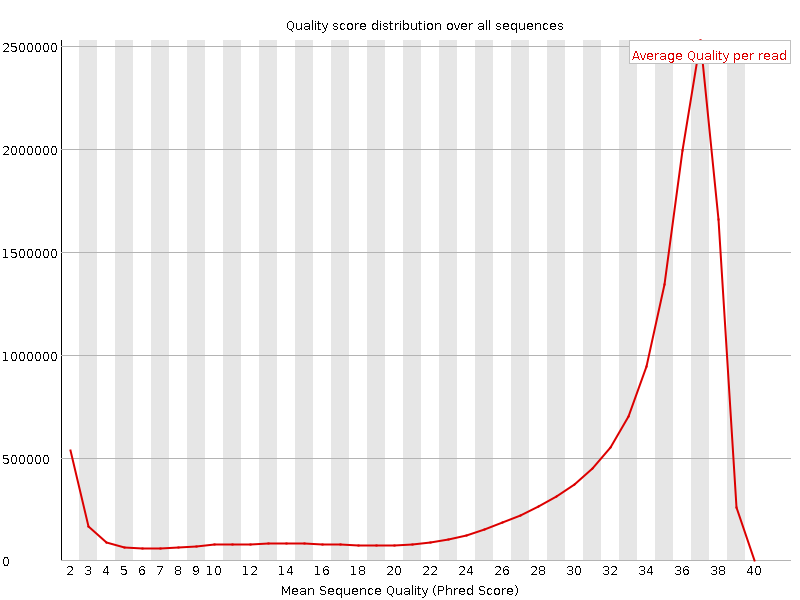 Quality score distribution over all sequences
2500000
Average Quality per read
2000000
1500000
1000000
500000
0
2 3 4 5 6 7 8 9 10 12 14 16 18 20 22 24 26 28 30 32 34 36 38 40
Mean Sequence Quality (Phred Score)